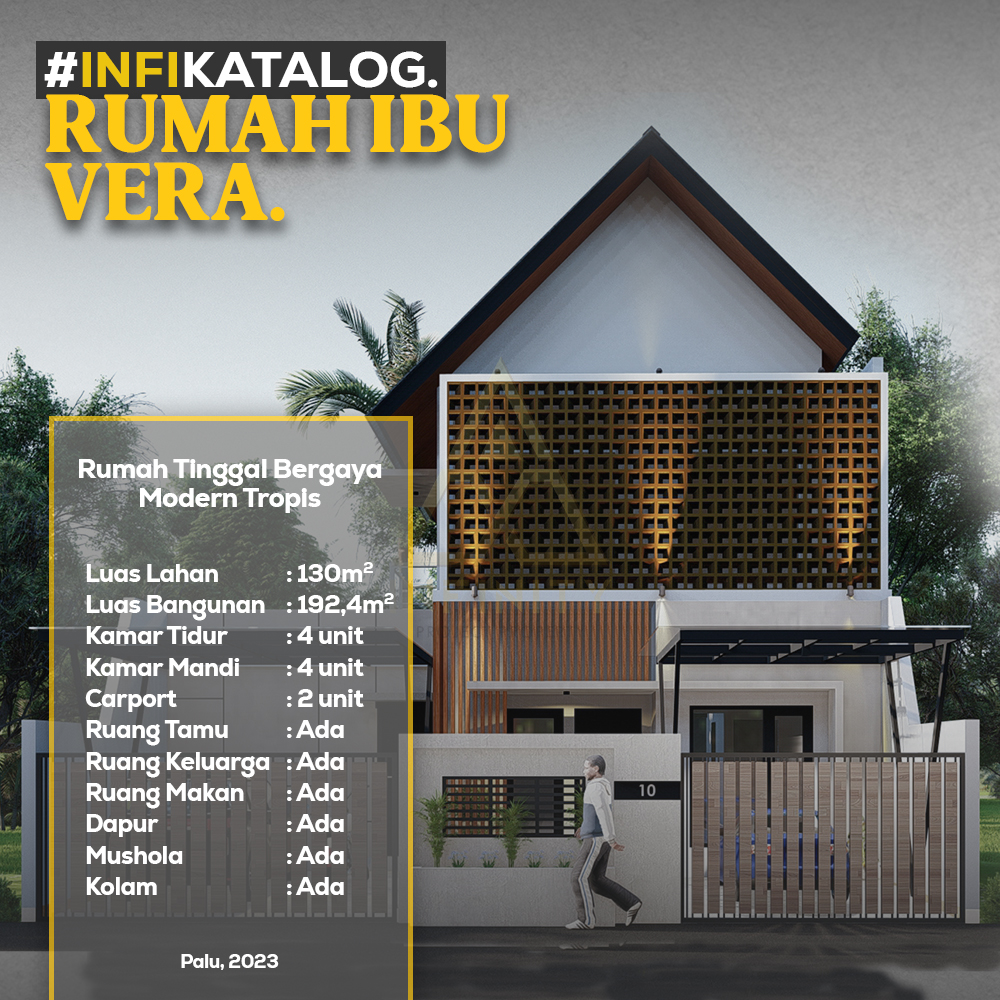 #INFIKATALOG.
RUMAH IBU
VERA.
Rumah Tinggal Bergaya
Modern Tropis
Luas Lahan : 130m²
Luas Bangunan : 192,4m²
Kamar Tidur : 4 unit
Kamar Mandi : 4 unit
Carport : 2 unit
Ruang Tamu : Ada
Ruang Keluarga : Ada
Ruang Makan : Ada
Dapur : Ada
Mushola : Ada
Kolam : Ada
Palu, 2023
10